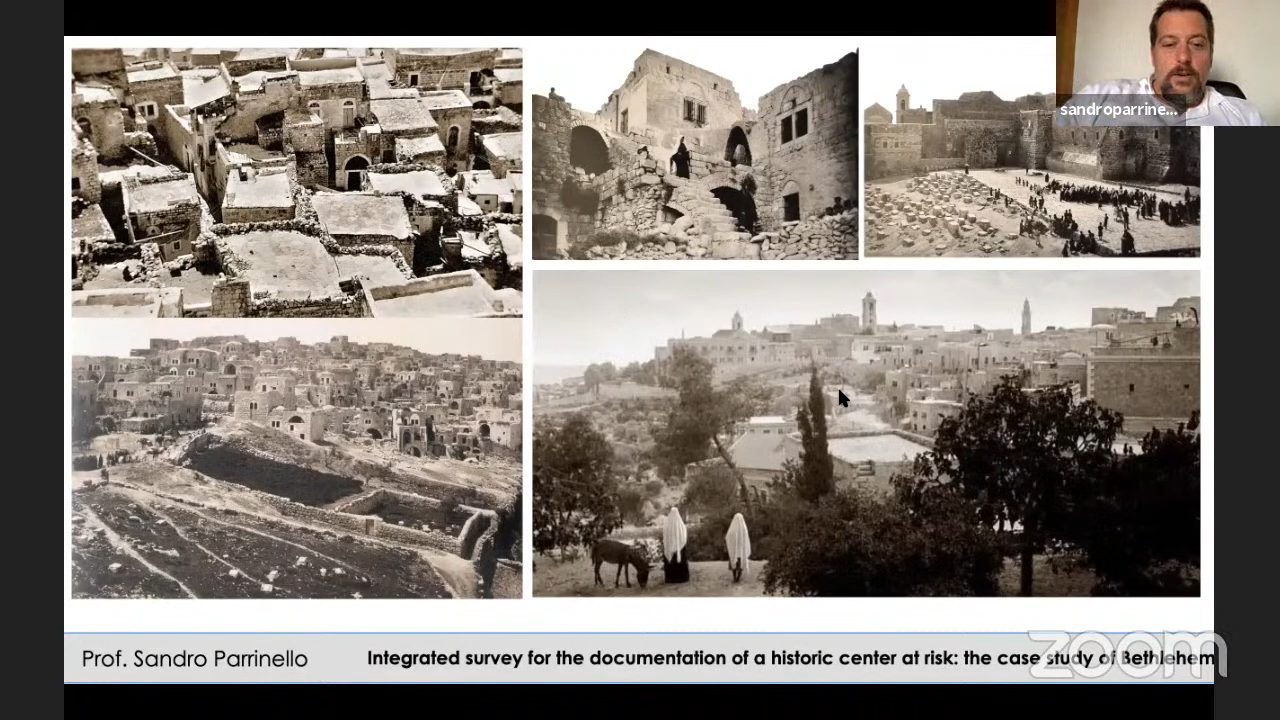 sandroparrine...
Prof. Sandro Parrinello
Integrated survey for the documentation of a historic center at risk: the case study of Bethlehem
zoom